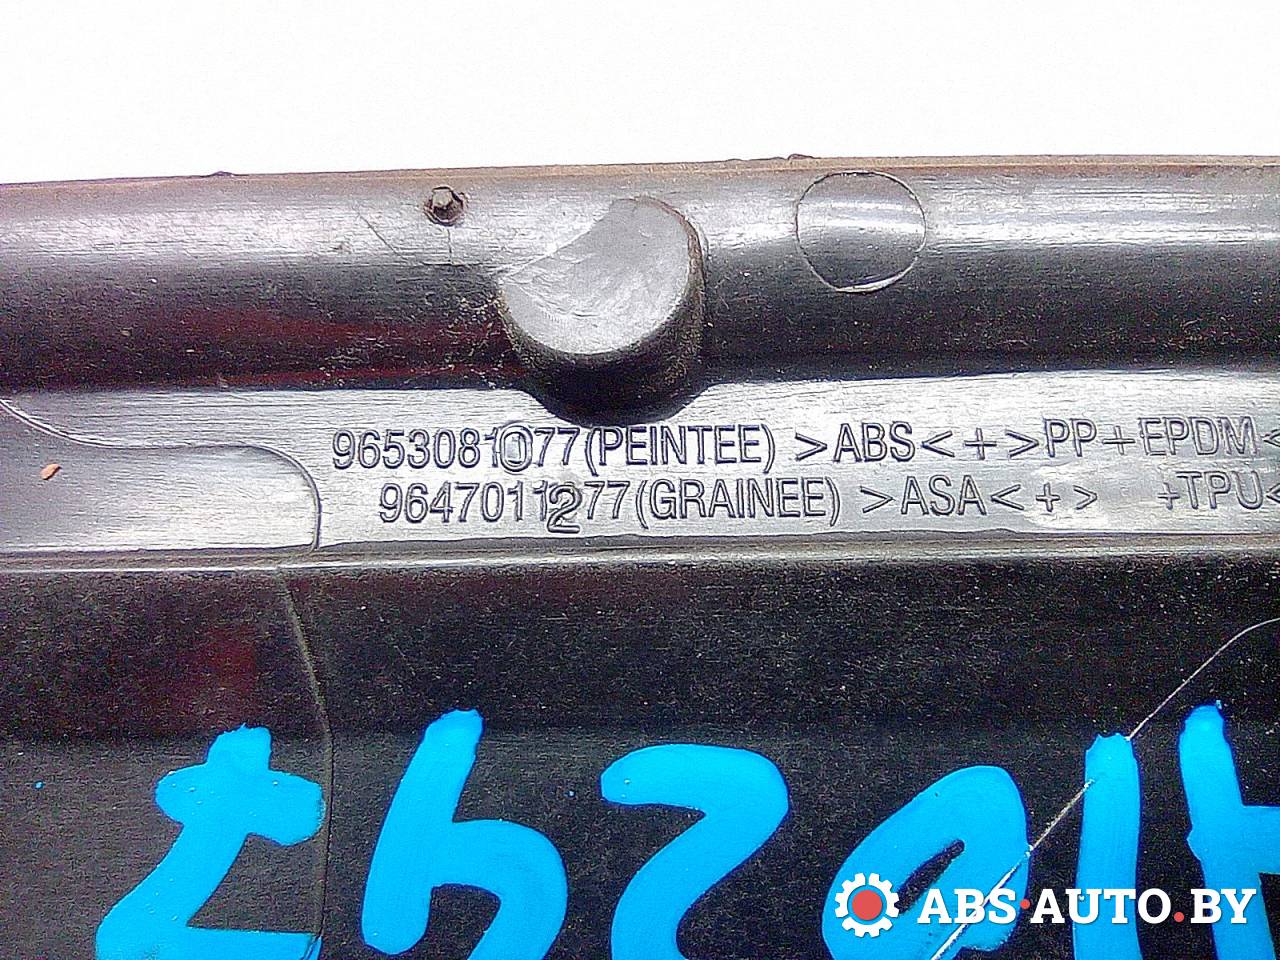 9653081077(PEINTEE) >ABS<+>PP+EPDM<
9647011277(GRAINEE) >ASA<+> +TPU<
ABS·AUTO.BY